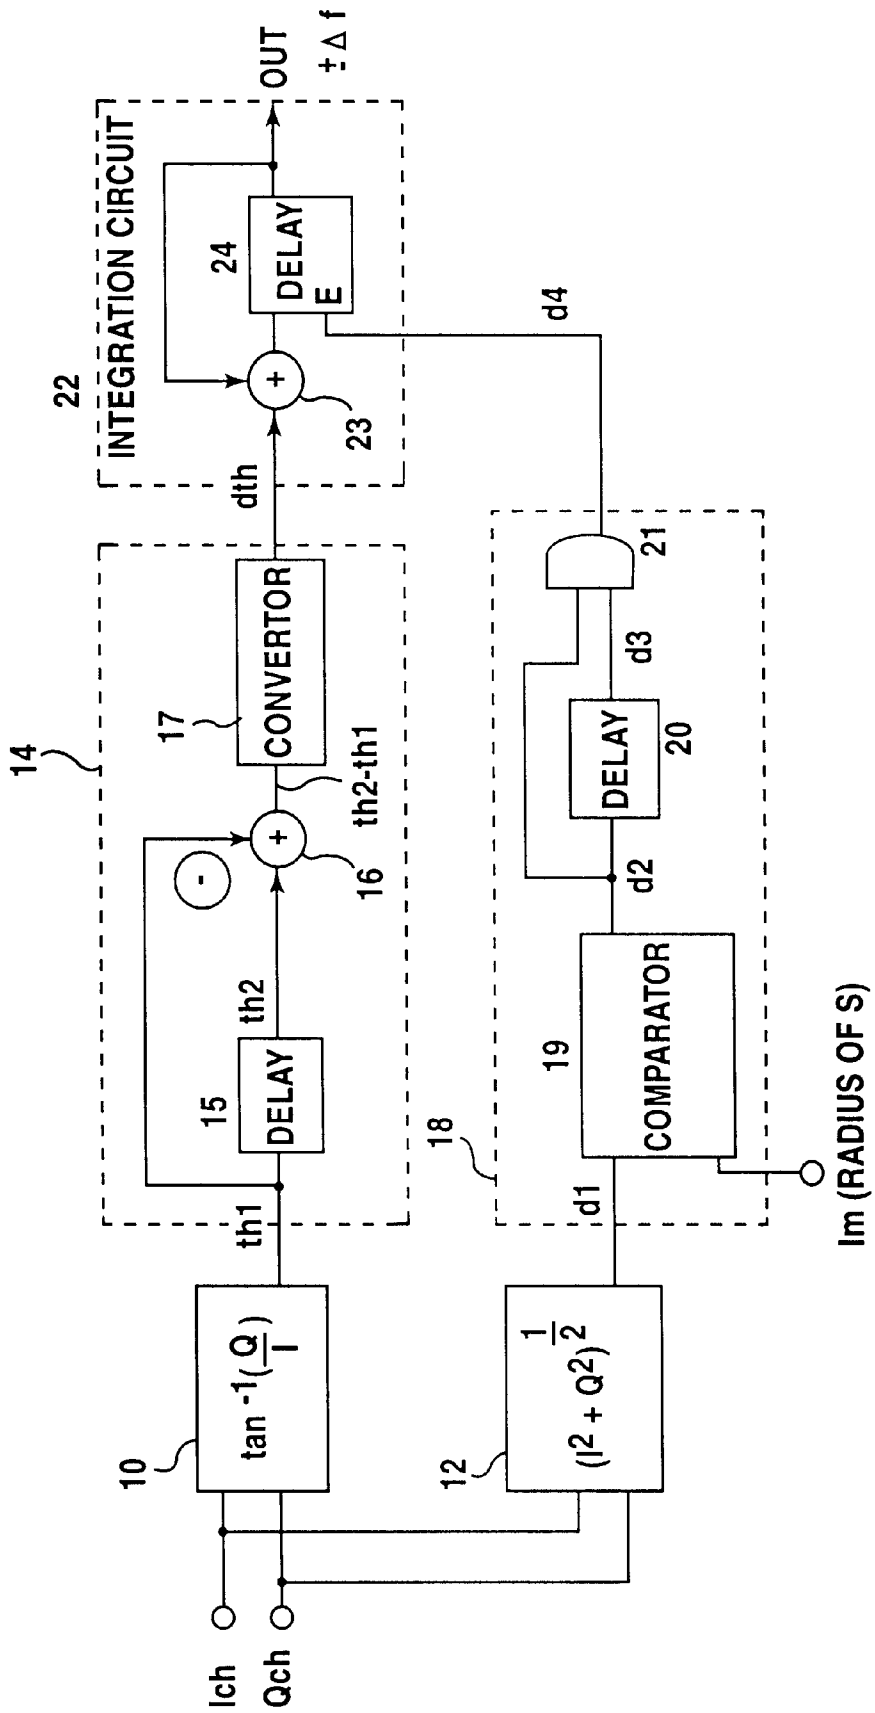 Ich
Qch
10
tan -1(Q/I)
12
(I2 + Q2)1/2
th1
14
15
DELAY
th2
-
+
16
th2-th1
17
CONVERTOR
dth
22
INTEGRATION CIRCUIT
+
23
24
DELAY
E
OUT
± Δ f
d1
18
19
COMPARATOR
Im (RADIUS OF S)
d2
DELAY
20
d3
21
d4